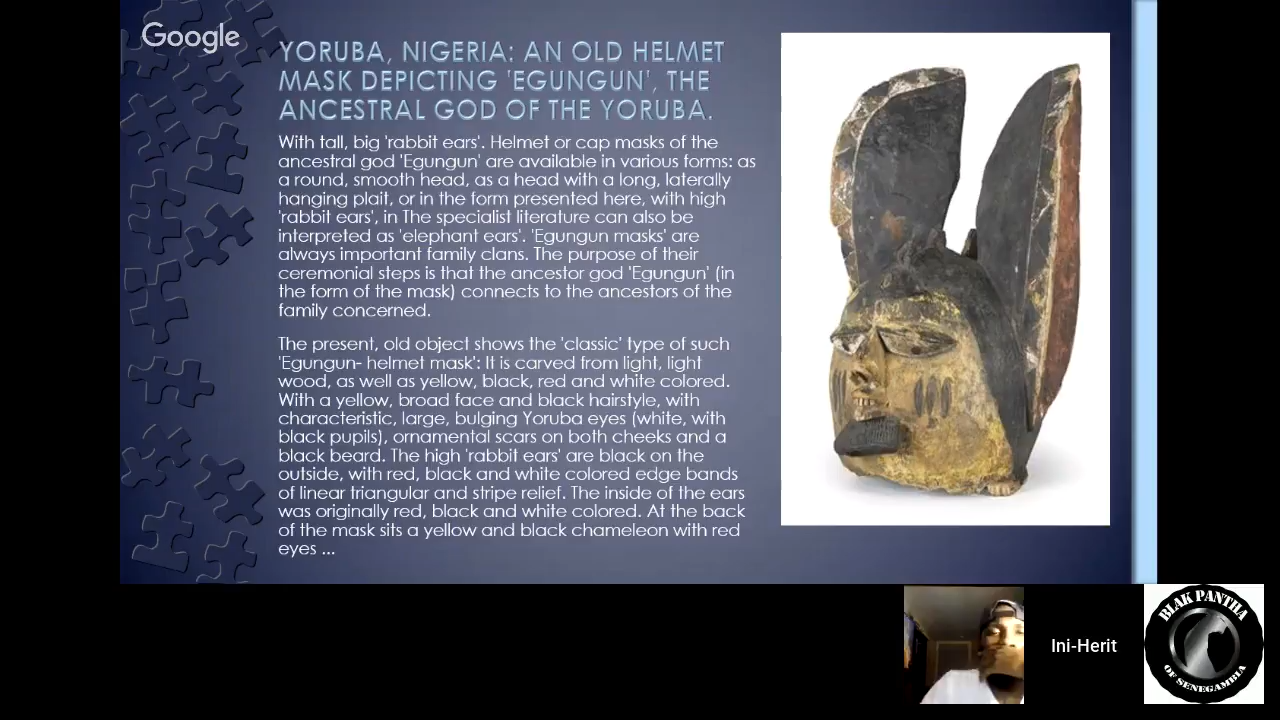 Google
YORUBA, NIGERIA: AN OLD HELMET
MASK DEPICTING 'EGUNGUN', THE
ANCESTRAL GOD OF THE YORUBA.
With tall, big 'rabbit ears'. Helmet or cap masks of the
ancestral god 'Egungun' are available in various forms: as
a round, smooth head, as a head with a long, laterally
hanging plait, or in the form presented here, with high
'rabbit ears', in The specialist literature can also be
interpreted as 'elephant ears'. 'Egungun masks' are
always important family clans. The purpose of their
ceremonial steps is that the ancestor god 'Egungun' (in
the form of the mask) connects to the ancestors of the
family concerned.
The present, old object shows the 'classic' type of such
'Egungun- helmet mask': It is carved from light, light
wood, as well as yellow, black, red and white colored.
With a yellow, broad face and black hairstyle, with
characteristic, large, bulging Yoruba eyes (white, with
black pupils), ornamental scars on both cheeks and a
black beard. The high 'rabbit ears' are black on the
outside, with red, black and white colored edge bands
of linear triangular and stripe relief. The inside of the ears
was originally red, black and white colored. At the back
of the mask sits a yellow and black chameleon with red
eyes ...
Ini-Herit
BLAK PANTHA
OF SENEGAMBIA